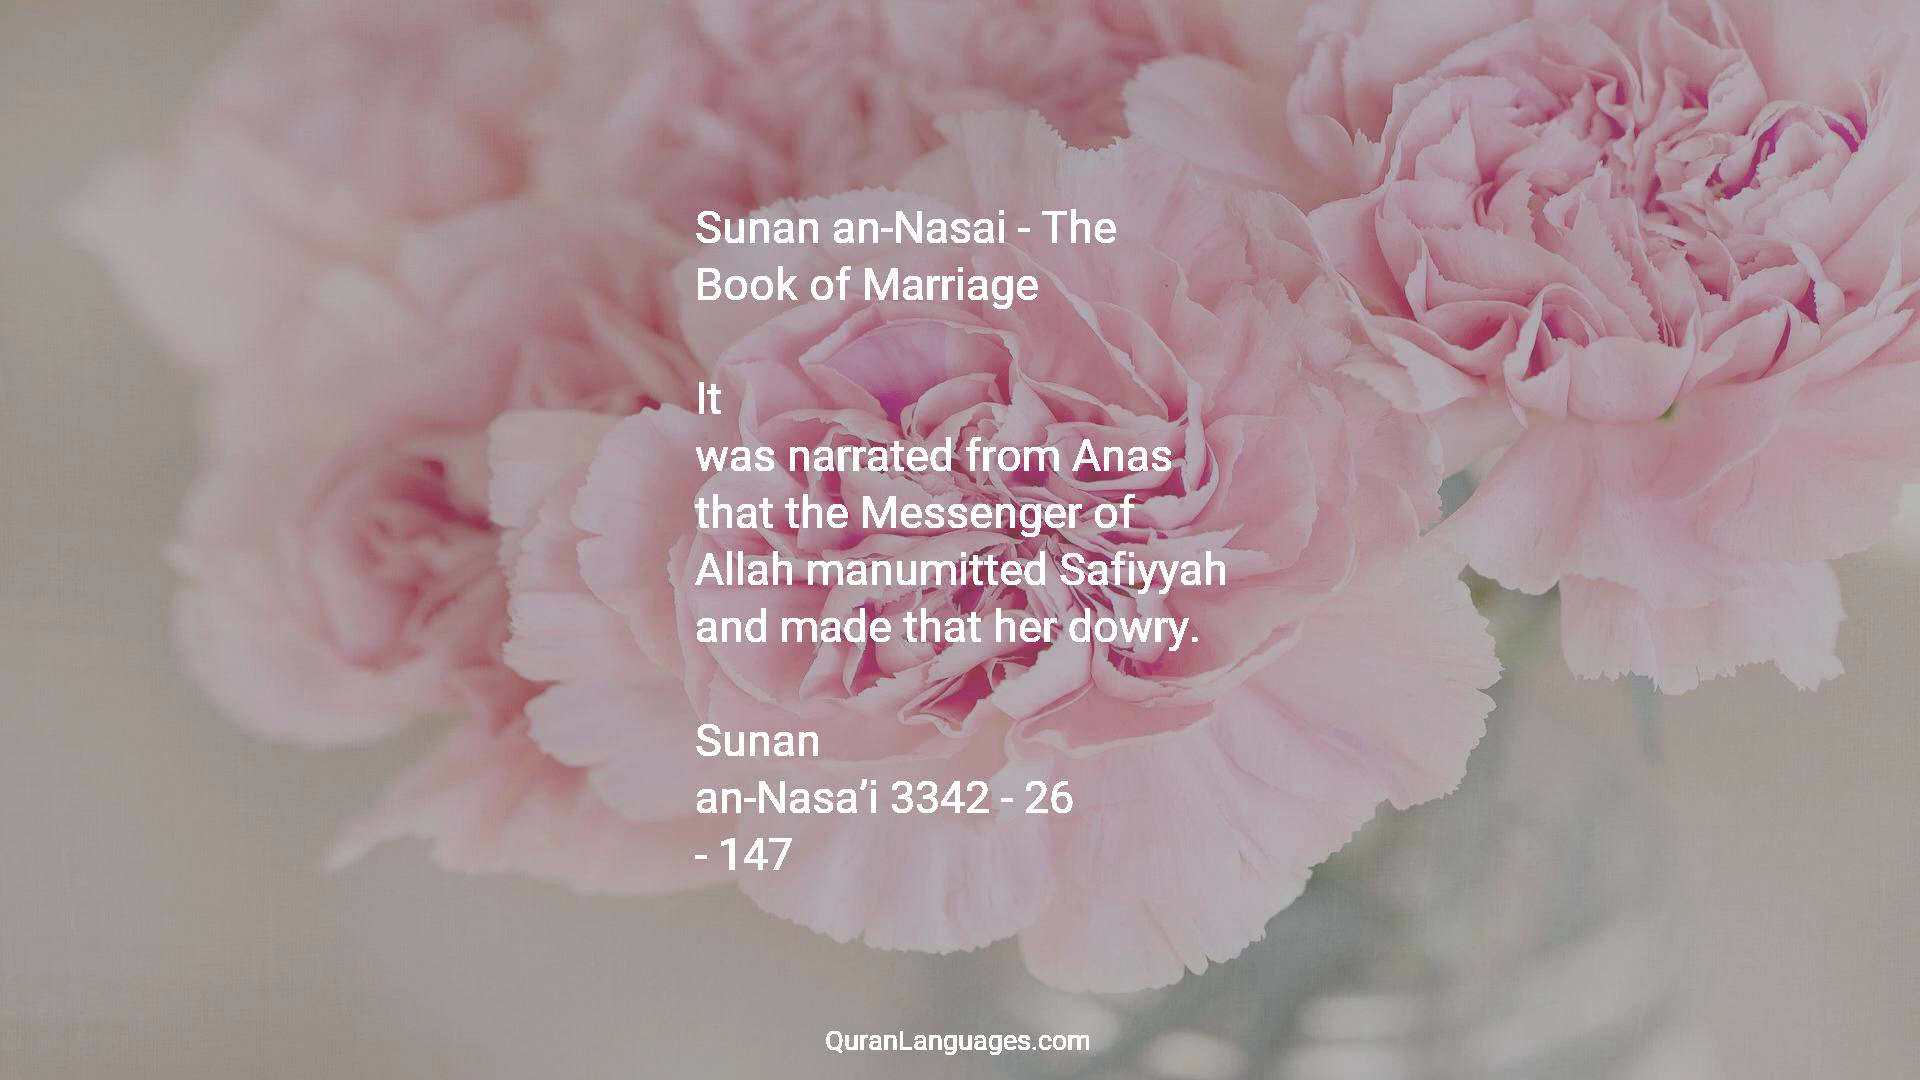 Sunan an-Nasai - The
Book of Marriage
It
was narrated from Anas
that the Messenger of
Allah manumitted Safiyyah
and made that her dowry.
Sunan
an-Nasa’i 3342 - 26
- 147
QuranLanguages.com